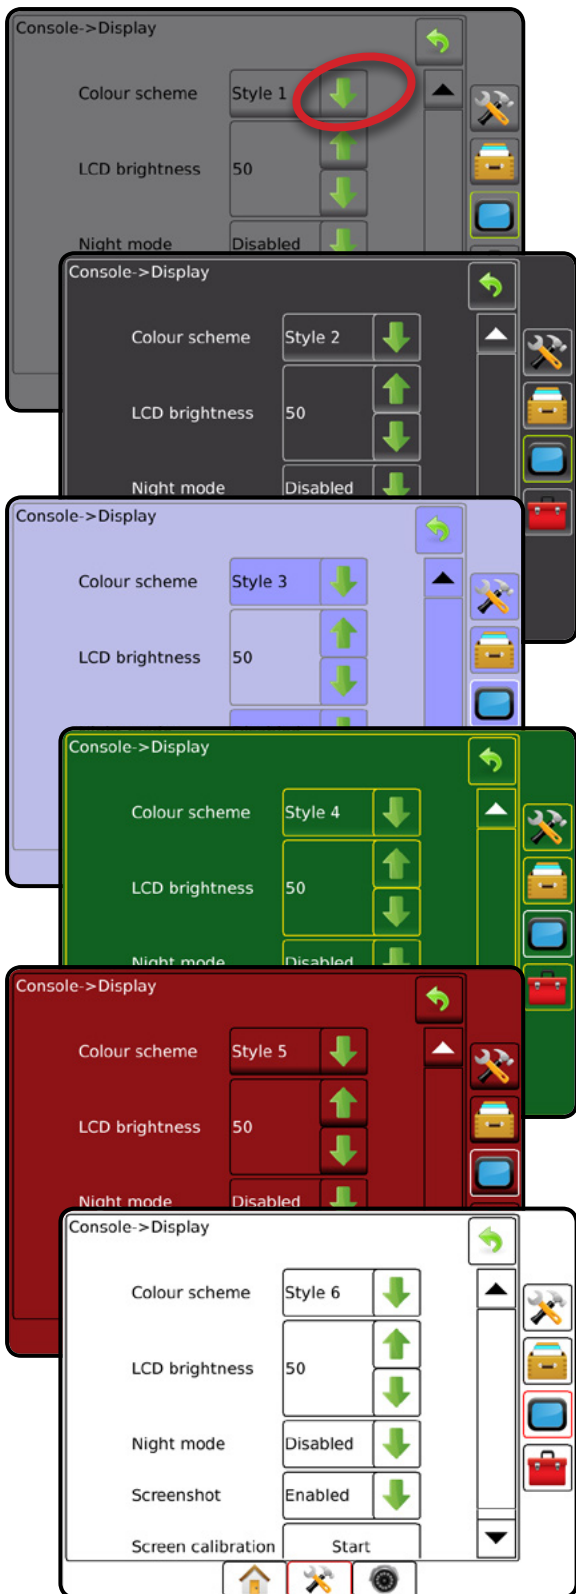 Console->Display
Colour scheme Style 1
LCD brightness 50
Night mode Disabled
Console->Display
Colour scheme Style 2
LCD brightness 50
Night mode Disabled
Console->Display
Colour scheme Style 3
LCD brightness 50
Console->Display
Colour scheme Style 4
LCD brightness 50
Night mode Disabled
Console->Display
Colour scheme Style 5
LCD brightness 50
Night mode Disabled
Console->Display
Colour scheme Style 6
LCD brightness 50
Night mode Disabled
Screenshot Enabled
Screen calibration Start